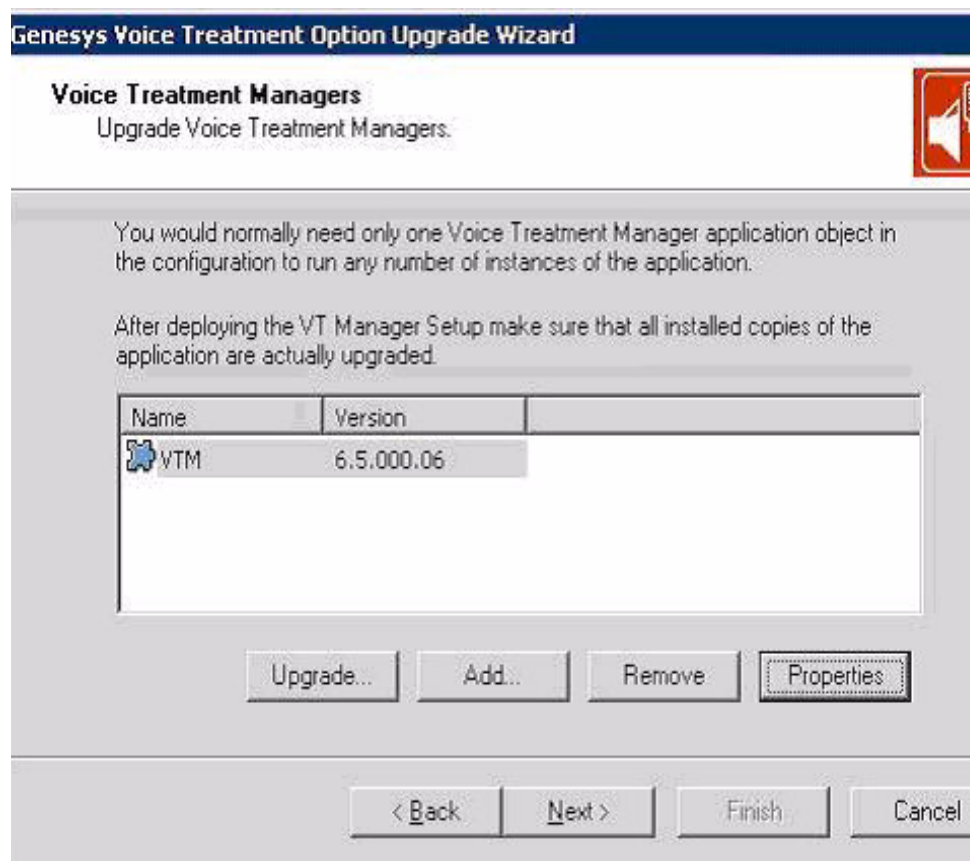 Genesys Voice Treatment Option Upgrade Wizard
Voice Treatment Managers
Upgrade Voice Treatment Managers.
You would normally need only one Voice Treatment Manager application object in
the configuration to run any number of instances of the application.
After deploying the VT Manager Setup make sure that all installed copies of the
application are actually upgraded.
Name Version
VTM 6.5.000.06
Upgrade... Add... Remove Properties
< Back Next > Finish Cancel